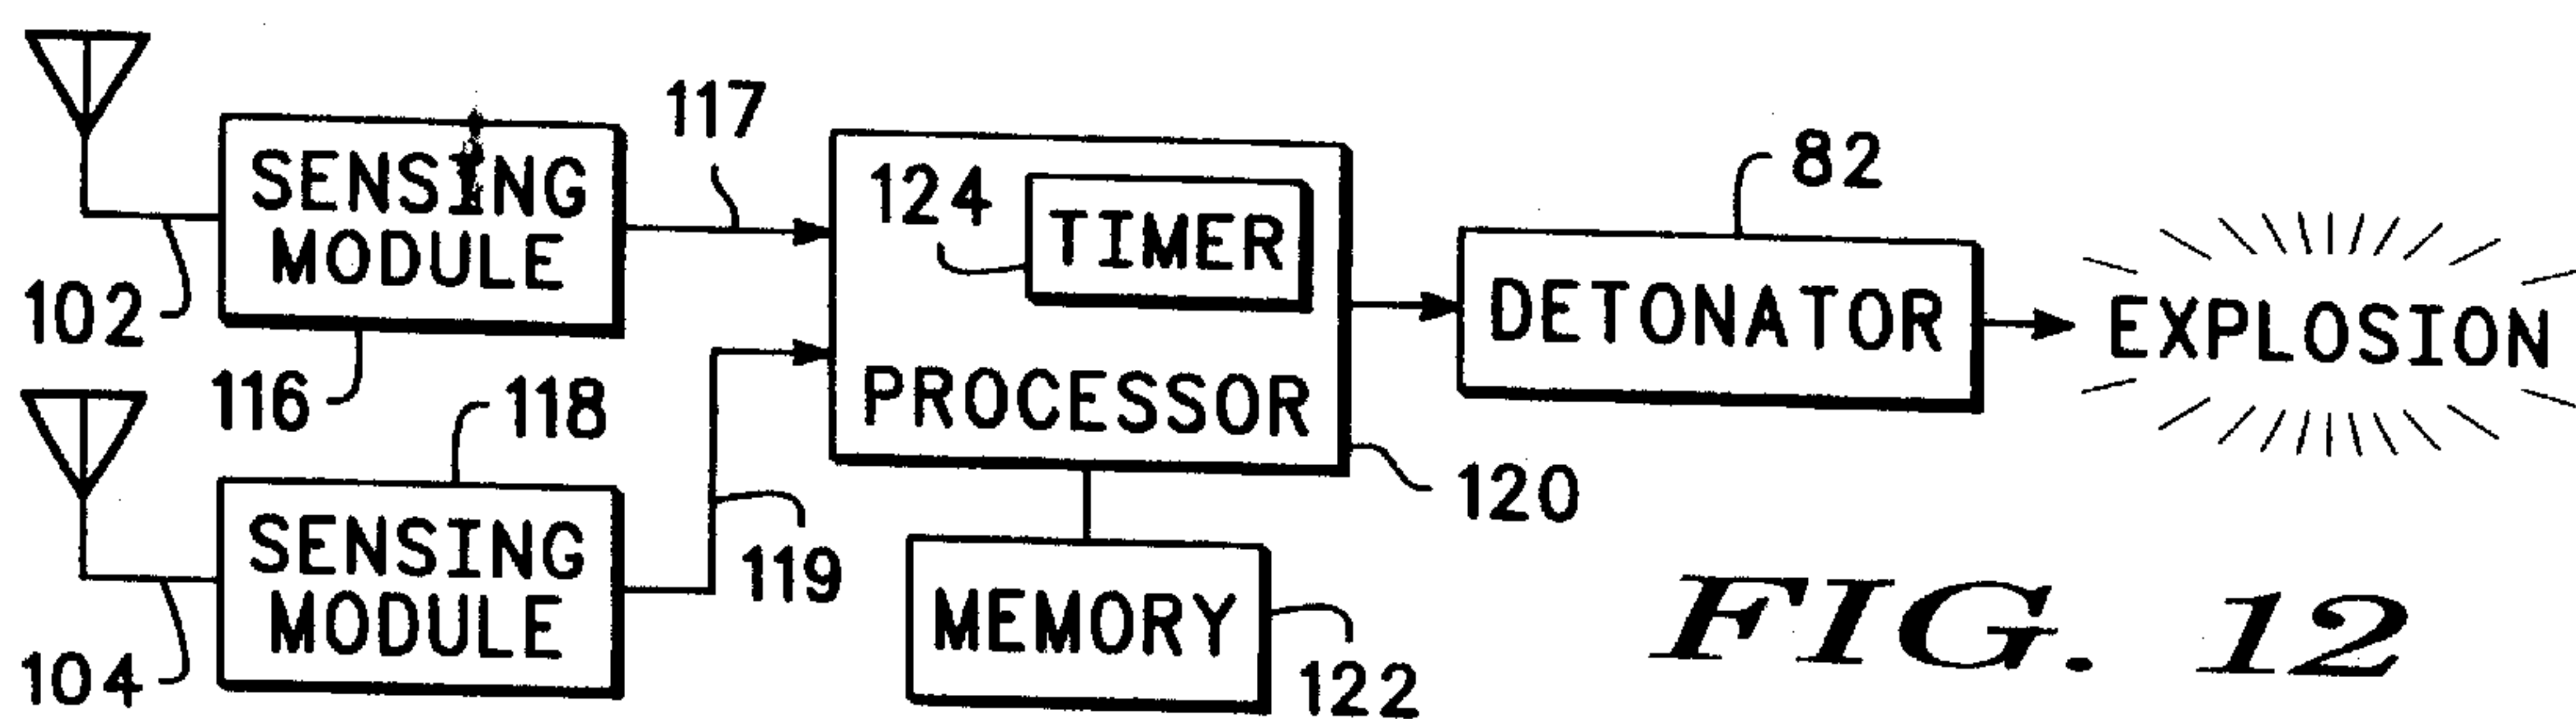 117
82
SENSING
MODULE
124
TIMER
102
DETONATOR
EXPLOSION
116
118
PROCESSOR
120
SENSING
MODULE
119
MEMORY
104
122
FIG. 12